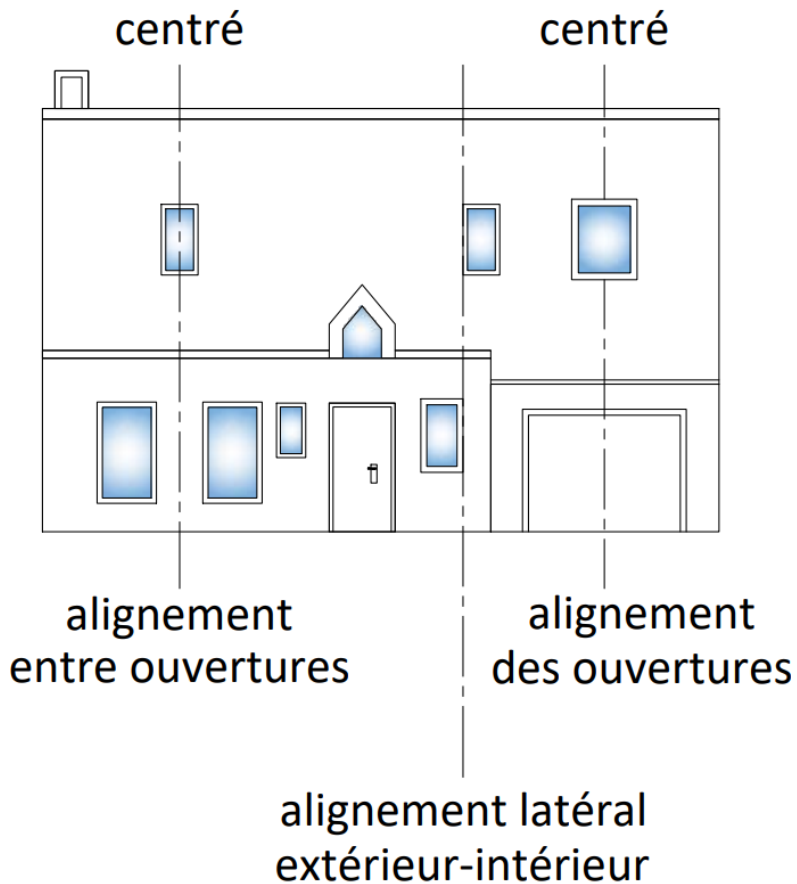 centré
centré
alignement
entre ouvertures
alignement
des ouvertures
alignement latéral
extérieur-intérieur